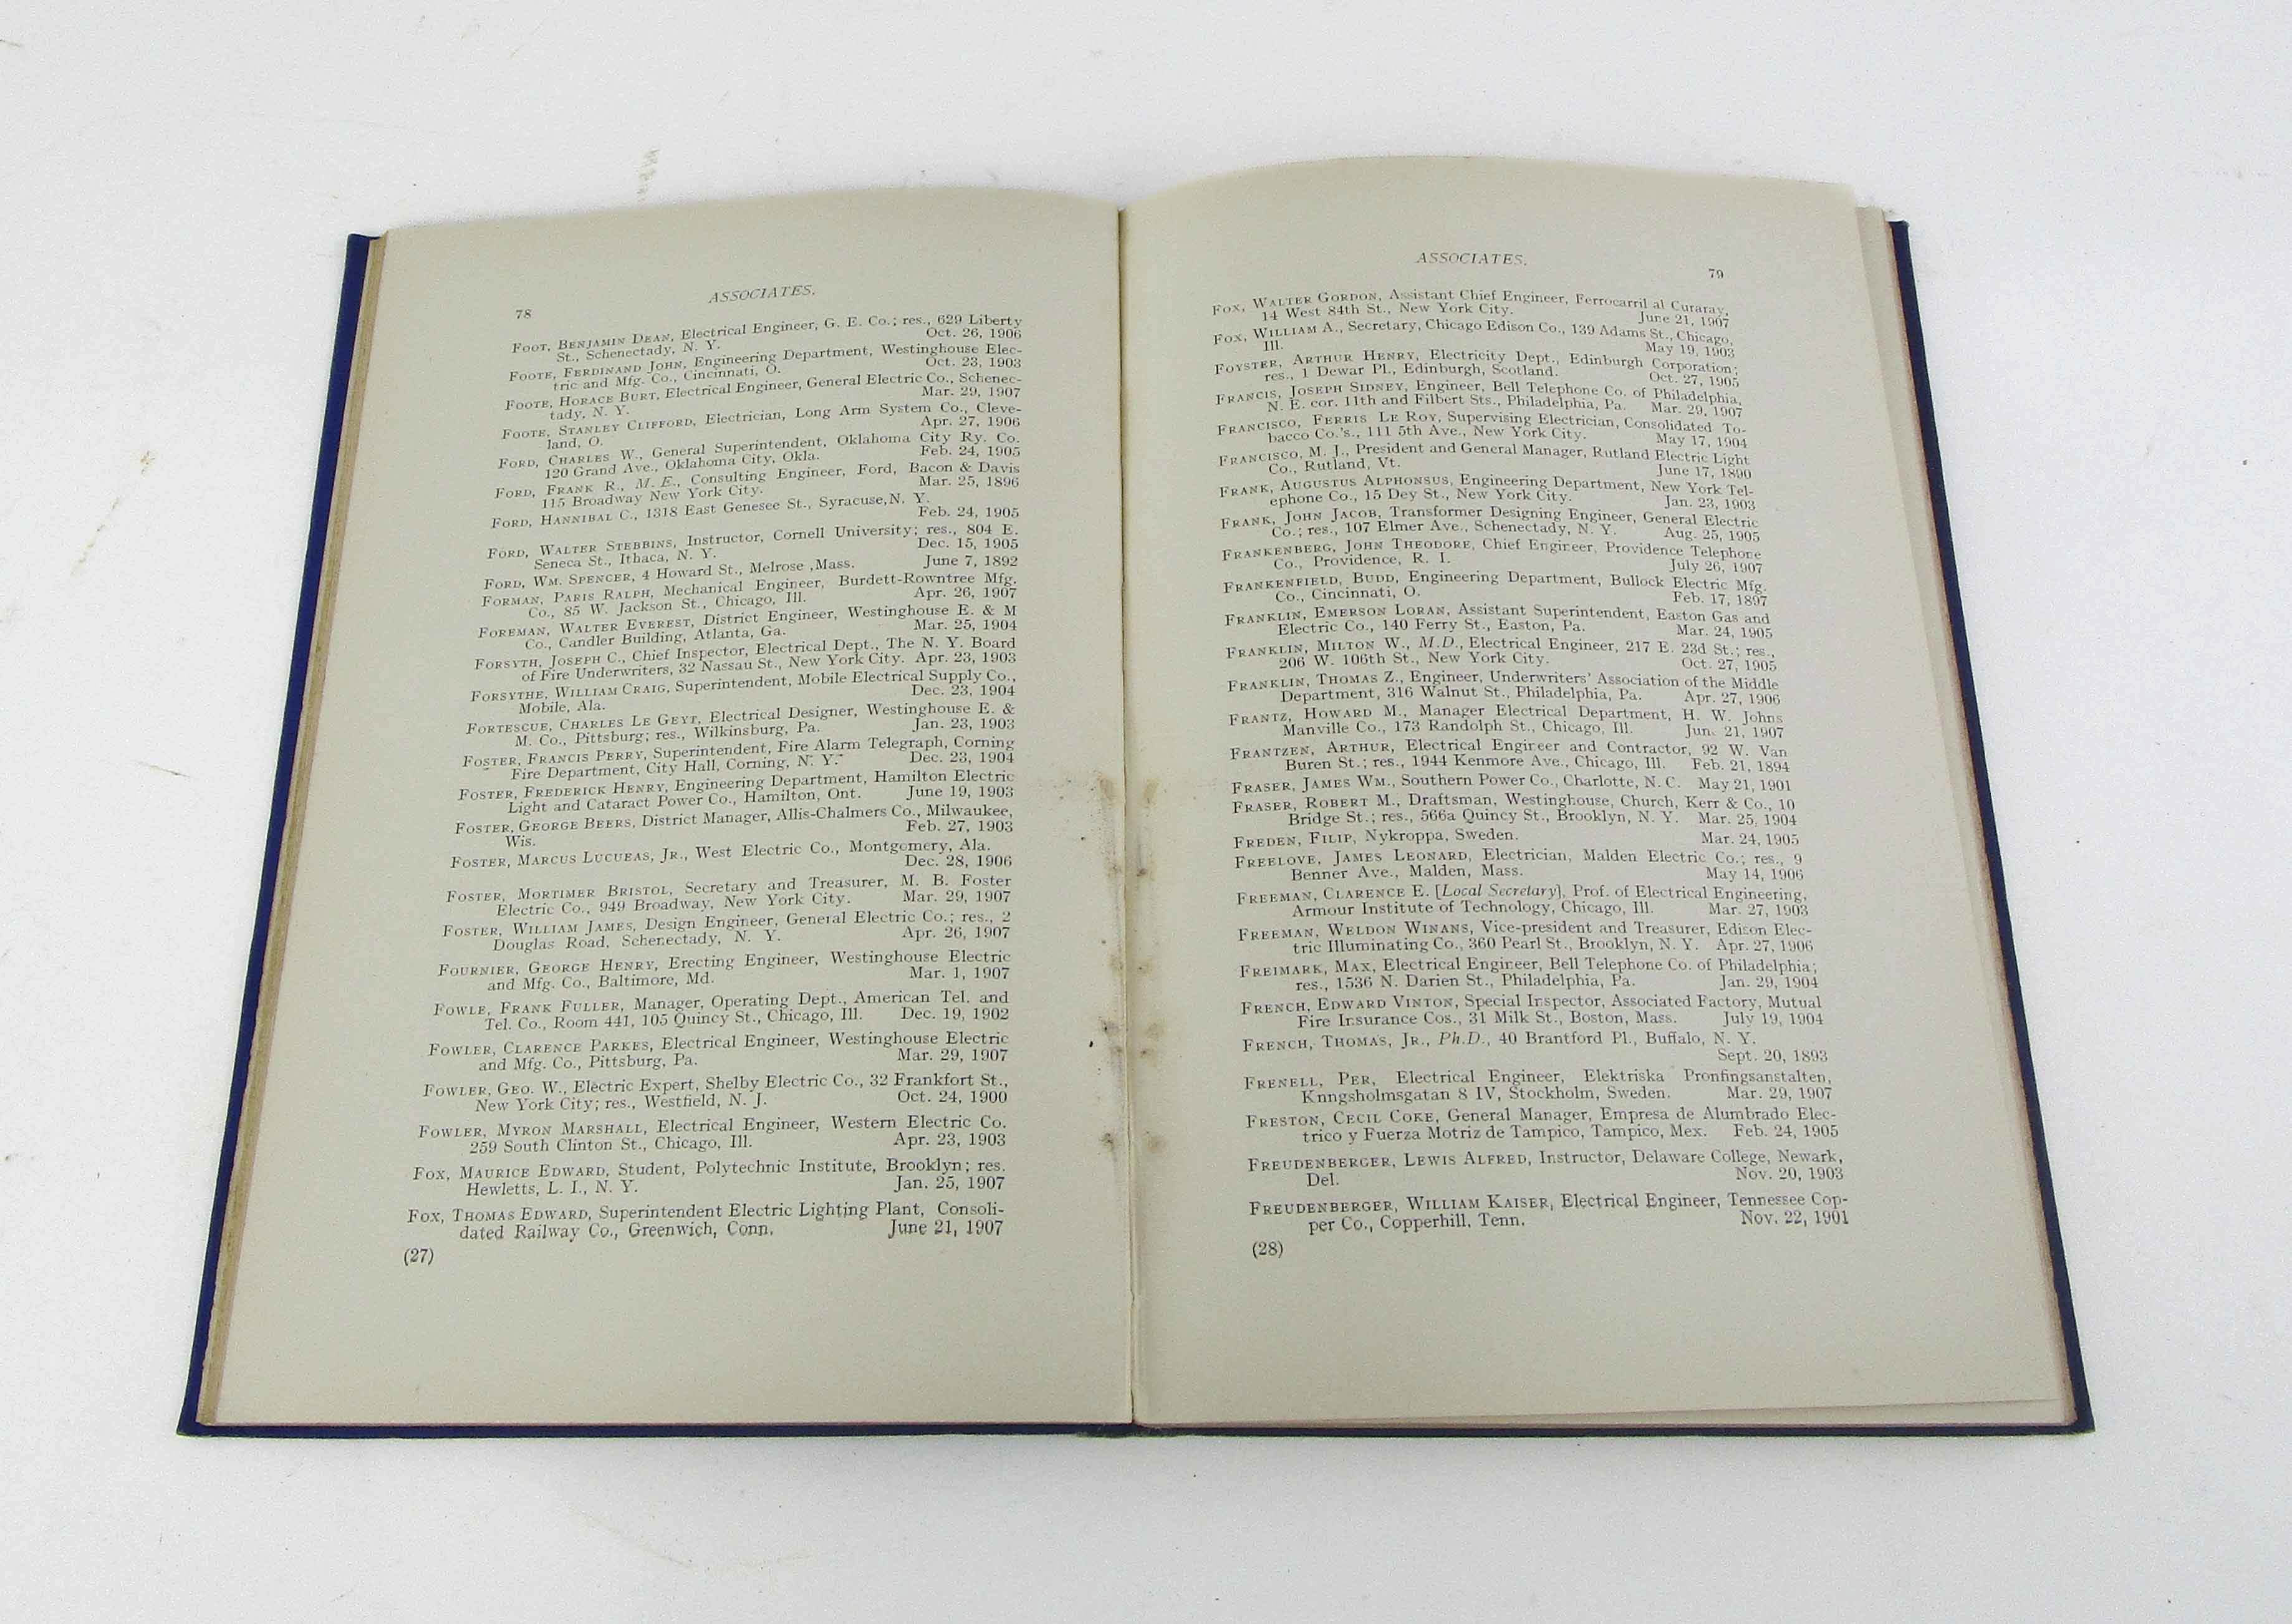 78
ASSOCIATES.
FOOT, BENJAMIN DEAN, Electrical Engineer, G. E. Co.; res., 629 Liberty
St., Schenectady, N. Y. Oct. 26, 1906
FOOTE, FERDINAND JOHN, Engineering Department, Westinghouse Elec-
tric and Mfg. Co., Cincinnati, O. Oct. 23, 1903
FOOTE, HORACE BURT, Electrical Engineer, General Electric Co., Schenec-
tady, N. Y. Mar. 29, 1907
FOOTE, STANLEY CLIFFORD, Electrician, Long Arm System Co., Cleve-
land, O. Apr. 27, 1906
FORD, CHARLES W., General Superintendent, Oklahoma City Ry. Co.
120 Grand Ave., Oklahoma City, Okla. Feb. 24, 1905
FORD, FRANK R., M. E., Consulting Engineer, Ford, Bacon & Davis
115 Broadway New York City. Mar. 25, 1896
FORD, HANNIBAL C., 1318 East Genesee St., Syracuse, N. Y.
Feb. 24, 1905
FORD, WALTER STEBBINS, Instructor, Cornell University; res., 804 E.
Seneca St., Ithaca, N. Y. Dec. 15, 1905
FORD, WM. SPENCER, 4 Howard St., Melrose ,Mass. June 7, 1892
FORMAN, PARIS RALPH, Mechanical Engineer, Burdett-Rowntree Mfg.
Co., 85 W. Jackson St., Chicago, Ill. Apr. 26, 1907
FOREMAN, WALTER EVEREST, District Engineer, Westinghouse E. & M
Co., Candler Building, Atlanta, Ga. Mar. 25, 1904
FORSYTH, JOSEPH C., Chief Inspector, Electrical Dept., The N. Y. Board
of Fire Underwriters, 32 Nassau St., New York City. Apr. 23, 1903
FORSYTHE, WILLIAM CRAIG, Superintendent, Mobile Electrical Supply Co.,
Mobile, Ala. Dec. 23, 1904
FORTESCUE, CHARLES LE GEYT, Electrical Designer, Westinghouse E. &
M. Co., Pittsburg; res., Wilkinsburg, Pa. Jan. 23, 1903
FOSTER, FRANCIS PERRY, Superintendent, Fire Alarm Telegraph, Corning
Fire Department, City Hall, Corning, N. Y. Dec. 23, 1904
FOSTER, FREDERICK HENRY, Engineering Department, Hamilton Electric
Light and Cataract Power Co., Hamilton, Ont. June 19, 1903
FOSTER, GEORGE BEERS, District Manager, Allis-Chalmers Co., Milwaukee,
Wis. Feb. 27, 1903
FOSTER, MARCUS LUCUEAS, JR., West Electric Co., Montgomery, Ala.
Dec. 28, 1906
FOSTER, MORTIMER BRISTOL, Secretary and Treasurer, M. B. Foster
Electric Co., 949 Broadway, New York City. Mar. 29, 1907
FOSTER, WILLIAM JAMES, Design Engineer, General Electric Co.; res., 2
Douglas Road, Schenectady, N. Y. Apr. 26, 1907
FOURNIER, GEORGE HENRY, Erecting Engineer, Westinghouse Electric
and Mfg. Co., Baltimore, Md. Mar. 1, 1907
FOWLE, FRANK FULLER, Manager, Operating Dept., American Tel. and
Tel. Co., Room 441, 105 Quincy St., Chicago, Ill. Dec. 19, 1902
FOWLER, CLARENCE PARKES, Electrical Engineer, Westinghouse Electric
and Mfg. Co., Pittsburg, Pa. Mar. 29, 1907
FOWLER, GEO. W., Electric Expert, Shelby Electric Co., 32 Frankfort St.,
New York City; res., Westfield, N. J. Oct. 24, 1900
FOWLER, MYRON MARSHALL, Electrical Engineer, Western Electric Co.
259 South Clinton St., Chicago, Ill. Apr. 23, 1903
FOX, MAURICE EDWARD, Student, Polytechnic Institute, Brooklyn; res.
Hewletts, L. I., N. Y. Jan. 25, 1907
FOX, THOMAS EDWARD, Superintendent Electric Lighting Plant, Consoli-
dated Railway Co., Greenwich, Conn. June 21, 1907
(27)
ASSOCIATES.
79
FOX, WALTER GORDON, Assistant Chief Engineer, Ferrocarril al Curaray,
14 West 84th St., New York City. June 21, 1907
FOX, WILLIAM A., Secretary, Chicago Edison Co., 139 Adams St., Chicago,
Ill. May 19, 1903
FOYSTER, ARTHUR HENRY, Electricity Dept., Edinburgh Corporation;
res., 1 Dewar Pl., Edinburgh, Scotland. Oct. 27, 1905
FRANCIS, JOSEPH SIDNEY, Engineer, Bell Telephone Co. of Philadelphia,
N. E. cor. 11th and Filbert Sts., Philadelphia, Pa. Mar. 29, 1907
FRANCISCO, FERRIS LE ROY, Supervising Electrician, Consolidated To-
bacco Co.'s., 111 5th Ave., New York City. May 17, 1904
FRANCISCO, M. J., President and General Manager, Rutland Electric Light
Co., Rutland, Vt. June 17, 1890
FRANK, AUGUSTUS ALPHONSUS, Engineering Department, New York Tel-
ephone Co., 15 Dey St., New York City. Jan. 23, 1903
FRANK, JOHN JACOB, Transformer Designing Engineer, General Electric
Co.; res., 107 Elmer Ave., Schenectady, N. Y. Aug. 25, 1905
FRANKENBERG, JOHN THEODORE, Chief Engineer, Providence Telephone
Co., Providence, R. I. July 26, 1907
FRANKENFIELD, BUDD, Engineering Department, Bullock Electric Mfg.
Co., Cincinnati, O. Feb. 17, 1897
FRANKLIN, EMERSON LORAN, Assistant Superintendent, Easton Gas and
Electric Co., 140 Ferry St., Easton, Pa. Mar. 24, 1905
FRANKLIN, MILTON W., M.D., Electrical Engineer, 217 E. 23d St.; res.,
206 W. 106th St., New York City. Oct. 27, 1905
FRANKLIN, THOMAS Z., Engineer, Underwriters' Association of the Middle
Department, 316 Walnut St., Philadelphia, Pa. Apr. 27, 1906
FRANTZ, HOWARD M., Manager Electrical Department, H. W. Johns
Manville Co., 173 Randolph St., Chicago, Ill. Jun. 21, 1907
FRANTZEN, ARTHUR, Electrical Engineer and Contractor, 92 W. Van
Buren St.; res., 1944 Kenmore Ave., Chicago, Ill. Feb. 21, 1894
FRASER, JAMES WM., Southern Power Co., Charlotte, N. C. May 21, 1901
FRASER, ROBERT M., Draftsman, Westinghouse, Church, Kerr & Co., 10
Bridge St.; res., 566a Quincy St., Brooklyn, N. Y. Mar. 25, 1904
FREDEN, FILIP, Nykroppa, Sweden. Mar. 24, 1905
FREELOVE, JAMES LEONARD, Electrician, Malden Electric Co.; res., 9
Benner Ave., Malden, Mass. May 14, 1906
FREEMAN, CLARENCE E. [Local Secretary], Prof. of Electrical Engineering,
Armour Institute of Technology, Chicago, Ill. Mar. 27, 1903
FREEMAN, WELDON WINANS, Vice-president and Treasurer, Edison Elec-
tric Illuminating Co., 360 Pearl St., Brooklyn, N. Y. Apr. 27, 1906
FREIMARK, MAX, Electrical Engineer, Bell Telephone Co. of Philadelphia;
res., 1536 N. Darien St., Philadelphia, Pa. Jan. 29, 1904
FRENCH, EDWARD VINTON, Special Inspector, Associated Factory, Mutual
Fire Insurance Cos., 31 Milk St., Boston, Mass. July 19, 1904
FRENCH, THOMAS, JR., Ph.D., 40 Brantford Pl., Buffalo, N. Y.
Sept. 20, 1893
FRENELL, PER, Electrical Engineer, Elektriska Pronfingsanstalten,
Knngsholmsgatan 8 IV, Stockholm, Sweden. Mar. 29, 1907
FRESTON, CECIL COKE, General Manager, Empresa de Alumbrado Elec-
trico y Fuerza Motriz de Tampico, Tampico, Mex. Feb. 24, 1905
FREUDENBERGER, LEWIS ALFRED, Instructor, Delaware College, Newark,
Del. Nov. 20, 1903
FREUDENBERGER, WILLIAM KAISER, Electrical Engineer, Tennessee Cop-
per Co., Copperhill, Tenn. Nov. 22, 1901
(28)